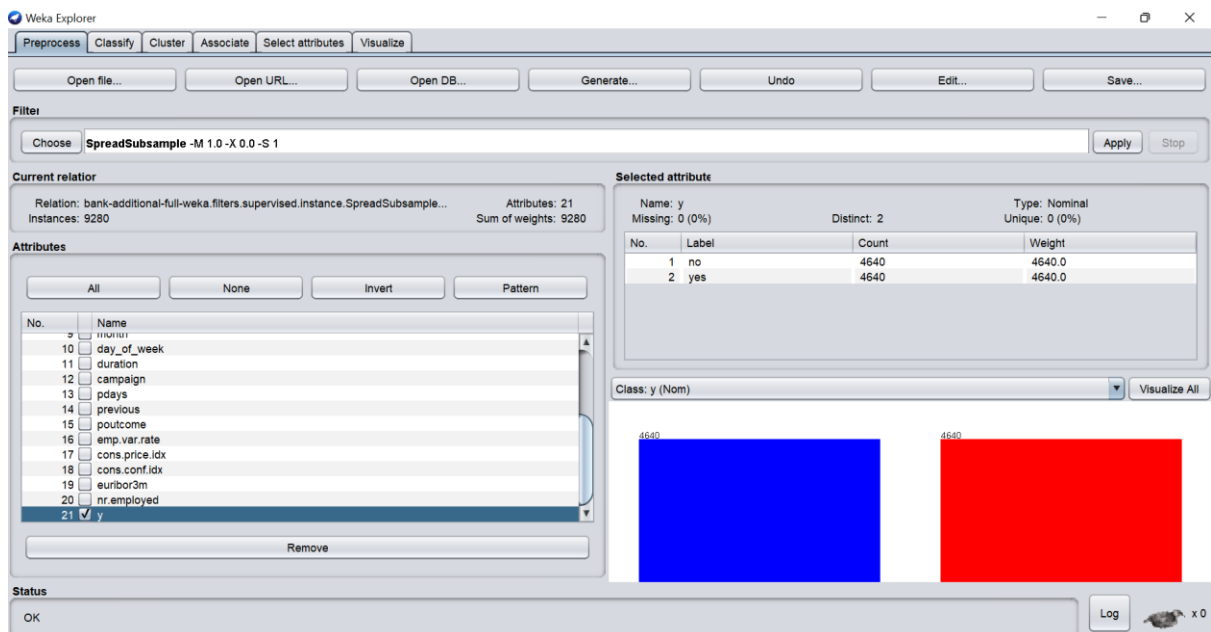 Weka Explorer
Preprocess Classify Cluster Associate Select attributes Visualize
Open file... Open URL... Open DB... Generate... Undo Edit... Save...
Filter
Choose SpreadSubsample -M 1.0 -X 0.0 -S 1 Apply Stop
Current relation
Relation: bank-additional-full-weka.filters.supervised.instance.SpreadSubsample... Attributes: 21
Instances: 9280 Sum of weights: 9280
Attributes
All None Invert Pattern
No. Name
9 month
10 day_of_week
11 duration
12 campaign
13 pdays
14 previous
15 poutcome
16 emp.var.rate
17 cons.price.idx
18 cons.conf.idx
19 euribor3m
20 nr.employed
21 y
Remove
Selected attribute
Name: y Type: Nominal
Missing: 0 (0%) Distinct: 2 Unique: 0 (0%)
No. Label Count Weight
1 no 4640 4640.0
2 yes 4640 4640.0
Class: y (Nom) Visualize All
4640 4640
Status
OK Log x 0